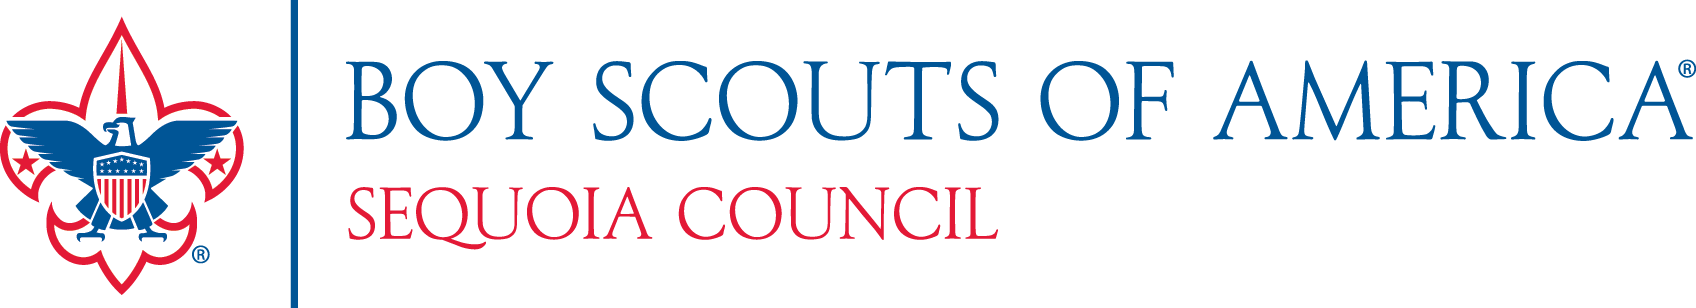 BOY SCOUTS OF AMERICA®
SEQUOIA COUNCIL
®